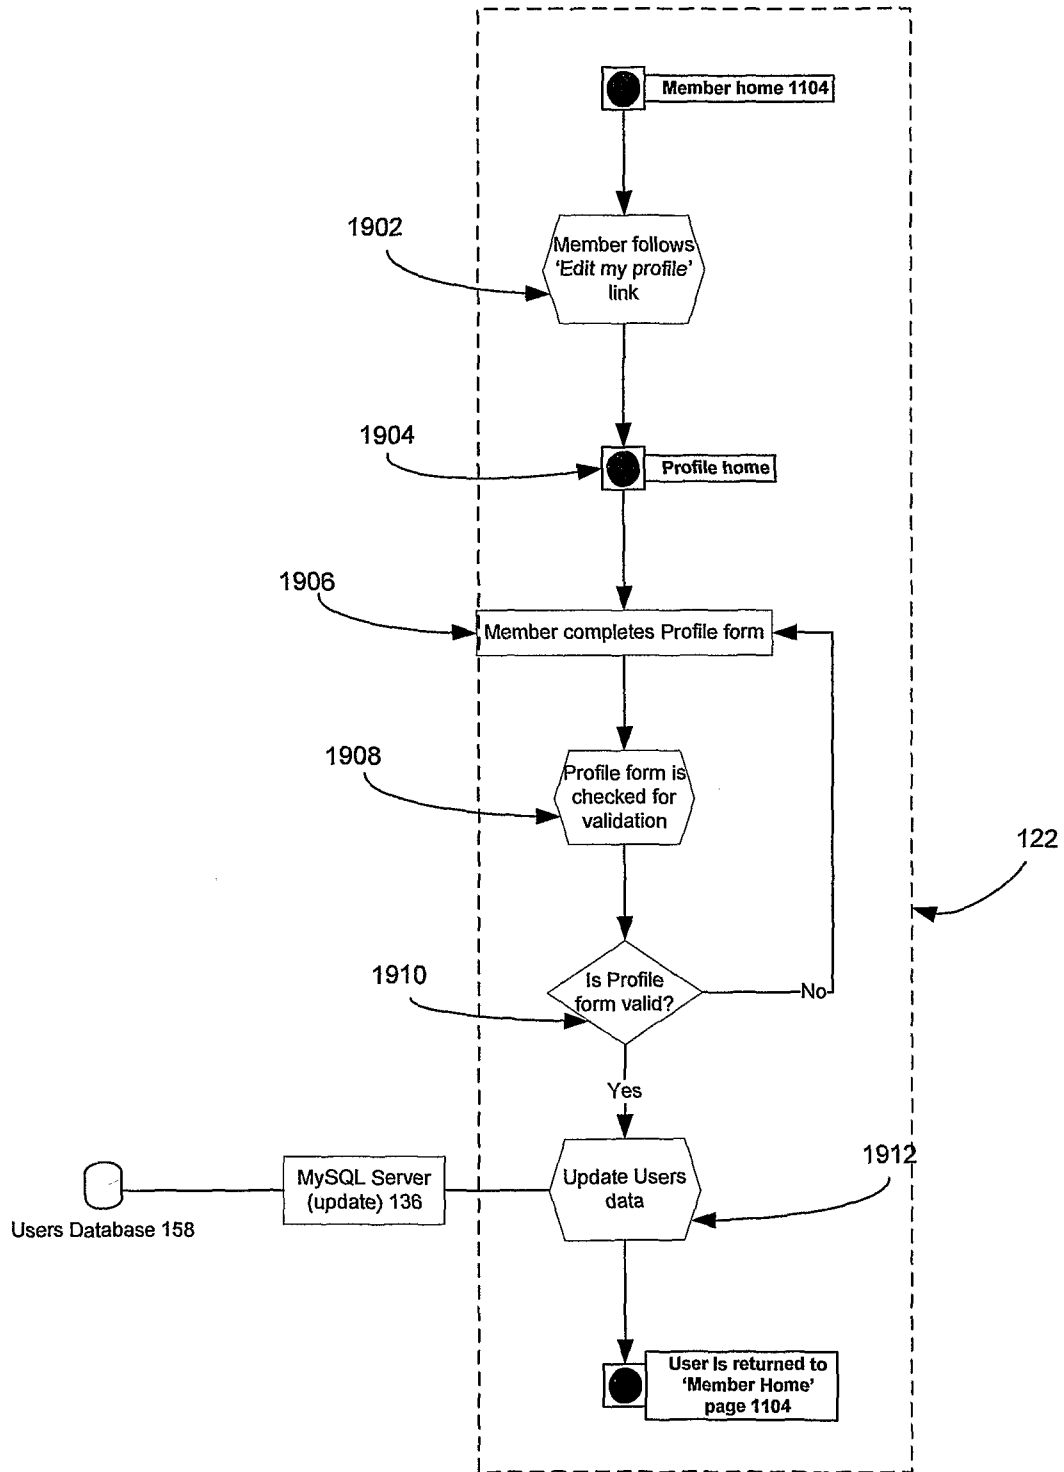 Member home 1104
1902
Member follows
'Edit my profile'
link
1904
Profile home
1906
Member completes Profile form
1908
Profile form is
checked for
validation
122
1910
Is Profile
form valid?
No
Yes
1912
MySQL Server
(update) 136
Update Users
data
Users Database 158
User Is returned to
'Member Home'
page 1104